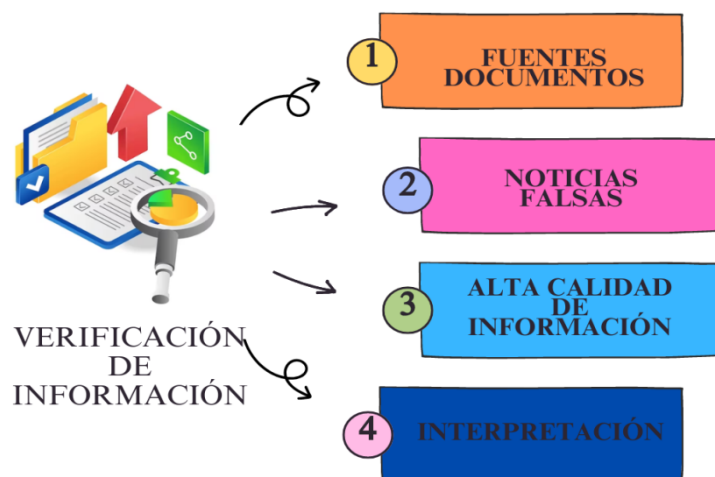 1
FUENTES
DOCUMENTOS
2
NOTICIAS
FALSAS
3
ALTA CALIDAD
DE
INFORMACIÓN
VERIFICACIÓN
DE
INFORMACIÓN
4
INTERPRETACIÓN